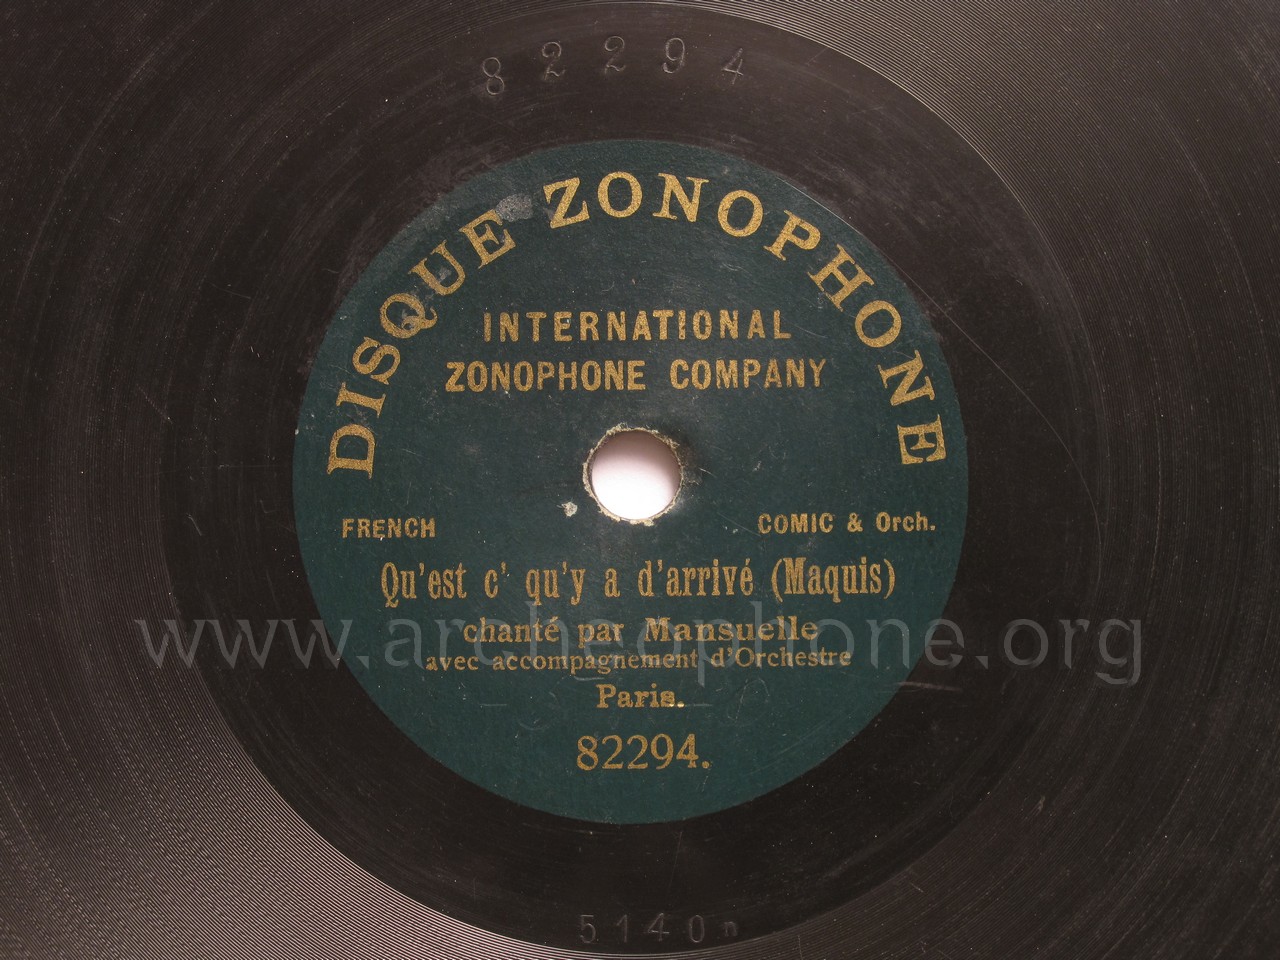 82294
DISQUE ZONOPHONE
INTERNATIONAL
ZONOPHONE COMPANY
FRENCH
COMIC & Orch.
Qu'est c' qu'y a d'arrivé (Maquis)
chanté par Mansuelle
www.archeophone.org
avec accompagnement d'Orchestre
Paris.
82294.
5140n